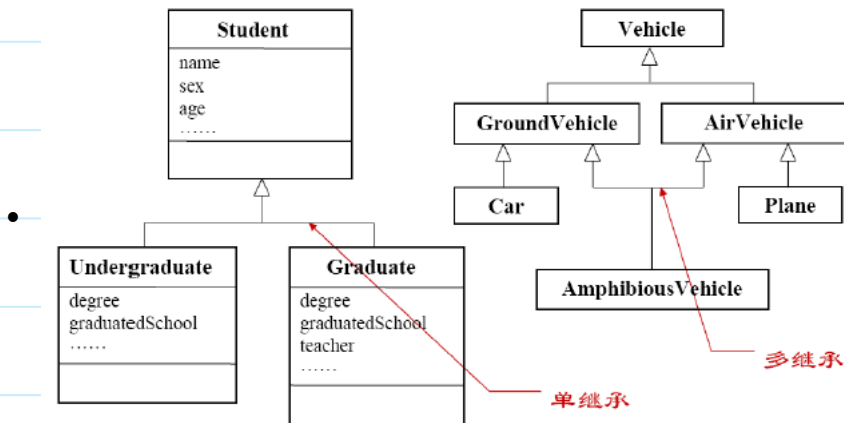 Student
name
sex
age
……
Undergraduate
degree
graduatedSchool
……
Graduate
degree
graduatedSchool
teacher
……
单继承
Vehicle
GroundVehicle
AirVehicle
Car
Plane
AmphibiousVehicle
多继承